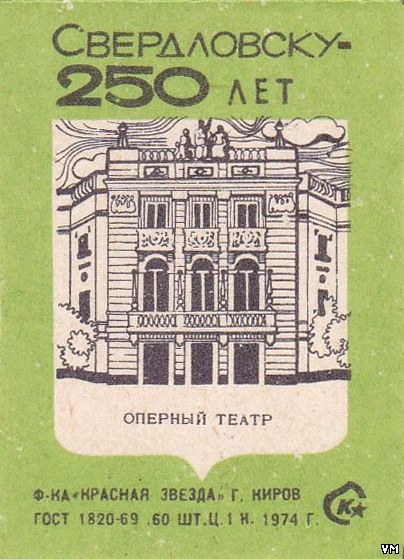 СВЕРДЛОВСКУ-
250 ЛЕТ
ОПЕРНЫЙ ТЕАТР
Ф-КА «КРАСНАЯ ЗВЕЗДА» Г. КИРОВ
ГОСТ 1820-69 .60 ШТ.Ц.1 К. 1974 Г.
К
VM